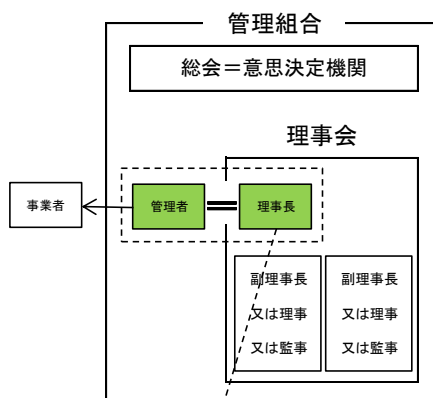 管理組合
総会＝意思決定機関
理事会
事業者
管理者
理事長
副理事長
又は理事
又は監事
副理事長
又は理事
又は監事